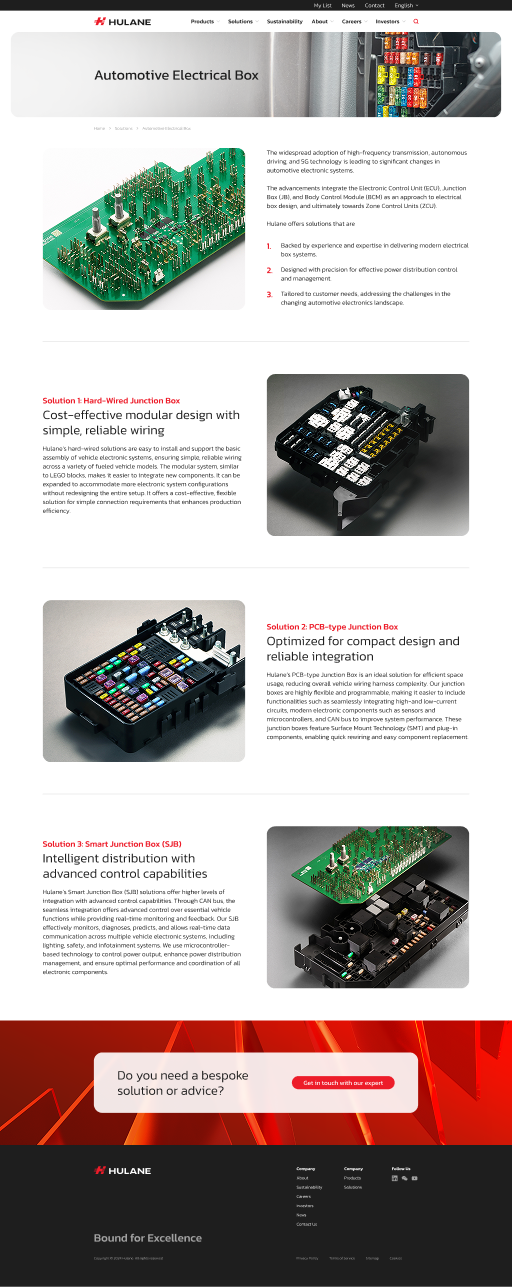 My List News Contact English
HULANE Products Solutions Sustainability About Careers Investors
Automotive Electrical Box
Home > Solutions > Automotive Electrical Box
The widespread adoption of high-frequency transmission, autonomous
driving, and 5G technology is leading to significant changes in
automotive electronic systems.
The advancements integrate the Electronic Control Unit (ECU), Junction
Box (JB), and Body Control Module (BCM) as an approach to electrical
box design, and ultimately towards Zone Control Units (ZCU).
Hulane offers solutions that are
1. Backed by experience and expertise in delivering modern electrical
box systems.
2. Designed with precision for effective power distribution control
and management
3. Tailored to customer needs, addressing the challenges in the
changing automotive electronics landscape.
Solution 1: Hard-Wired Junction Box
Cost-effective modular design with
simple, reliable wiring
Hulane's hard-wired solutions are easy to install and support the basic
assembly of vehicle electronic systems, ensuring simple, reliable wiring
across a variety of fueled vehicle models. The modular system, similar
to LEGO blocks, makes it easier to integrate new components. It can be
expanded to accommodate more electronic system configurations
without redesigning the entire setup. It offers a cost-effective, flexible
solution for simple connection requirements that enhances production
efficiency.
Solution 2: PCB-type Junction Box
Optimized for compact design and
reliable integration
Hulane's PCB-type Junction Box is an ideal solution for efficient space
usage, reducing overall vehicle wiring harness complexity. Our junction
boxes are highly flexible and programmable, making it easier to include
functionalities such as seamlessly integrating high-and low-current
circuits, modern electronic components such as sensors and
microcontrollers, and CAN bus to improve system performance. These
junction boxes feature Surface Mount Technology (SMT) and plug-in
components, enabling quick rewiring and easy component replacement
Solution 3: Smart Junction Box (SJB)
Intelligent distribution with
advanced control capabilities
Hulane's Smart Junction Box (SJB) solutions offer higher levels of
integration with advanced control capabilities. Through CAN bus, the
seamless integration offers advanced control over essential vehicle
functions while providing real-time monitoring and feedback. Our SJB
effectively monitors, diagnoses, predicts, and allows real-time data
communication across multiple vehicle electronic systems, including
lighting, safety, and infotainment systems. We use microcontroller-
based technology to control power output, enhance power distribution
management, and ensure optimal performance and coordination of all
electronic components.
Do you need a bespoke
solution or advice?
Get in touch with our expert
HULANE
Company Company Follow Us
About Products
Sustainability Solutions
Careers
Investors
News
Contact Us
Bound for Excellence
Privacy Policy Terms of Service Sitemap Careers